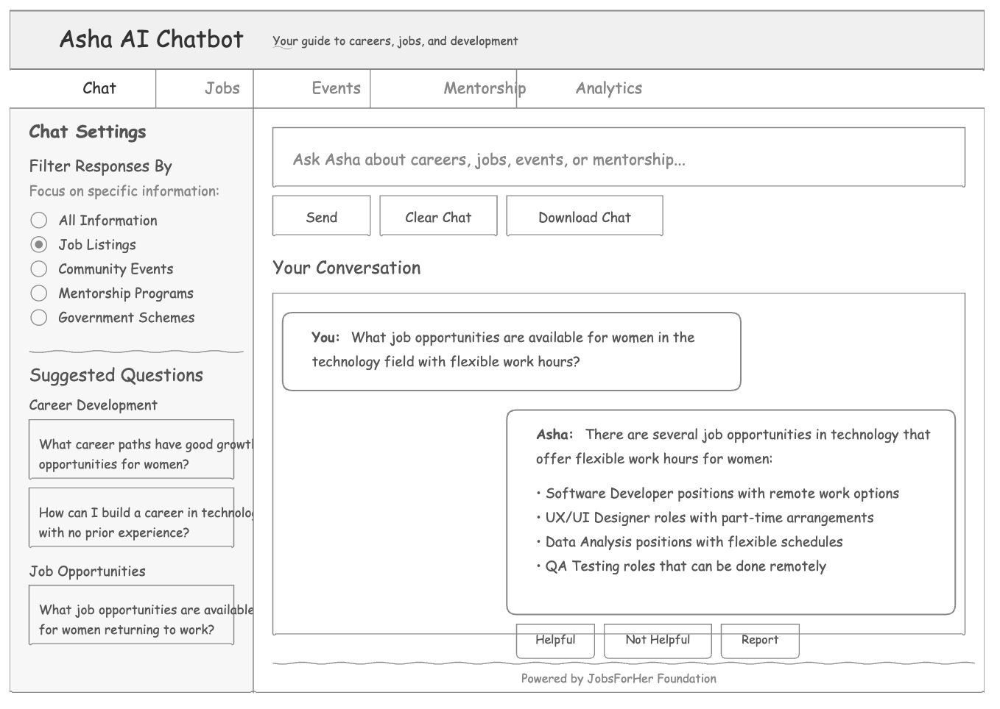 Asha AI Chatbot
Your guide to careers, jobs, and development
Chat
Jobs
Events
Mentorship
Analytics
Chat Settings
Filter Responses By
Focus on specific information:
All Information
Job Listings
Community Events
Mentorship Programs
Government Schemes
Suggested Questions
Career Development
What career paths have good growth
opportunities for women?
How can I build a career in technolog
with no prior experience?
Job Opportunities
What job opportunities are available
for women returning to work?
Ask Asha about careers, jobs, events, or mentorship...
Send
Clear Chat
Download Chat
Your Conversation
You: What job opportunities are available for women in the
technology field with flexible work hours?
Asha: There are several job opportunities in technology that
offer flexible work hours for women:
• Software Developer positions with remote work options
• UX/UI Designer roles with part-time arrangements
• Data Analysis positions with flexible schedules
• QA Testing roles that can be done remotely
Helpful
Not Helpful
Report
Powered by JobsForHer Foundation